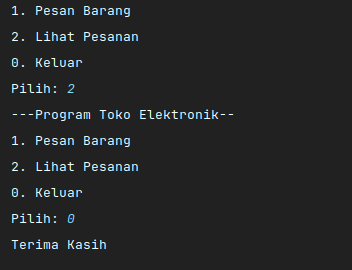 1. Pesan Barang
2. Lihat Pesanan
0. Keluar
Pilih: 2
---Program Toko Elektronik--
1. Pesan Barang
2. Lihat Pesanan
0. Keluar
Pilih: 0
Terima Kasih